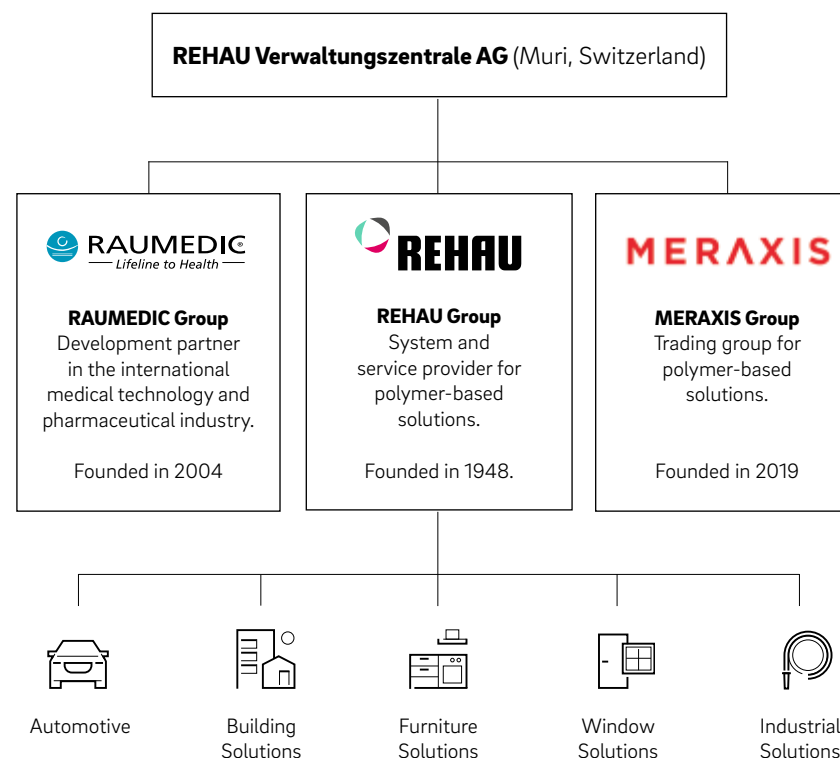 REHAU Verwaltungszentrale AG (Muri, Switzerland)
RAUMEDIC®
Lifeline to Health
RAUMEDIC Group
Development partner
in the international
medical technology and
pharmaceutical industry.
Founded in 2004
REHAU
REHAU Group
System and
service provider for
polymer-based
solutions.
Founded in 1948.
MERAXIS
MERAXIS Group
Trading group for
polymer-based
solutions.
Founded in 2019
Automotive
Building
Solutions
Furniture
Solutions
Window
Solutions
Industrial
Solutions